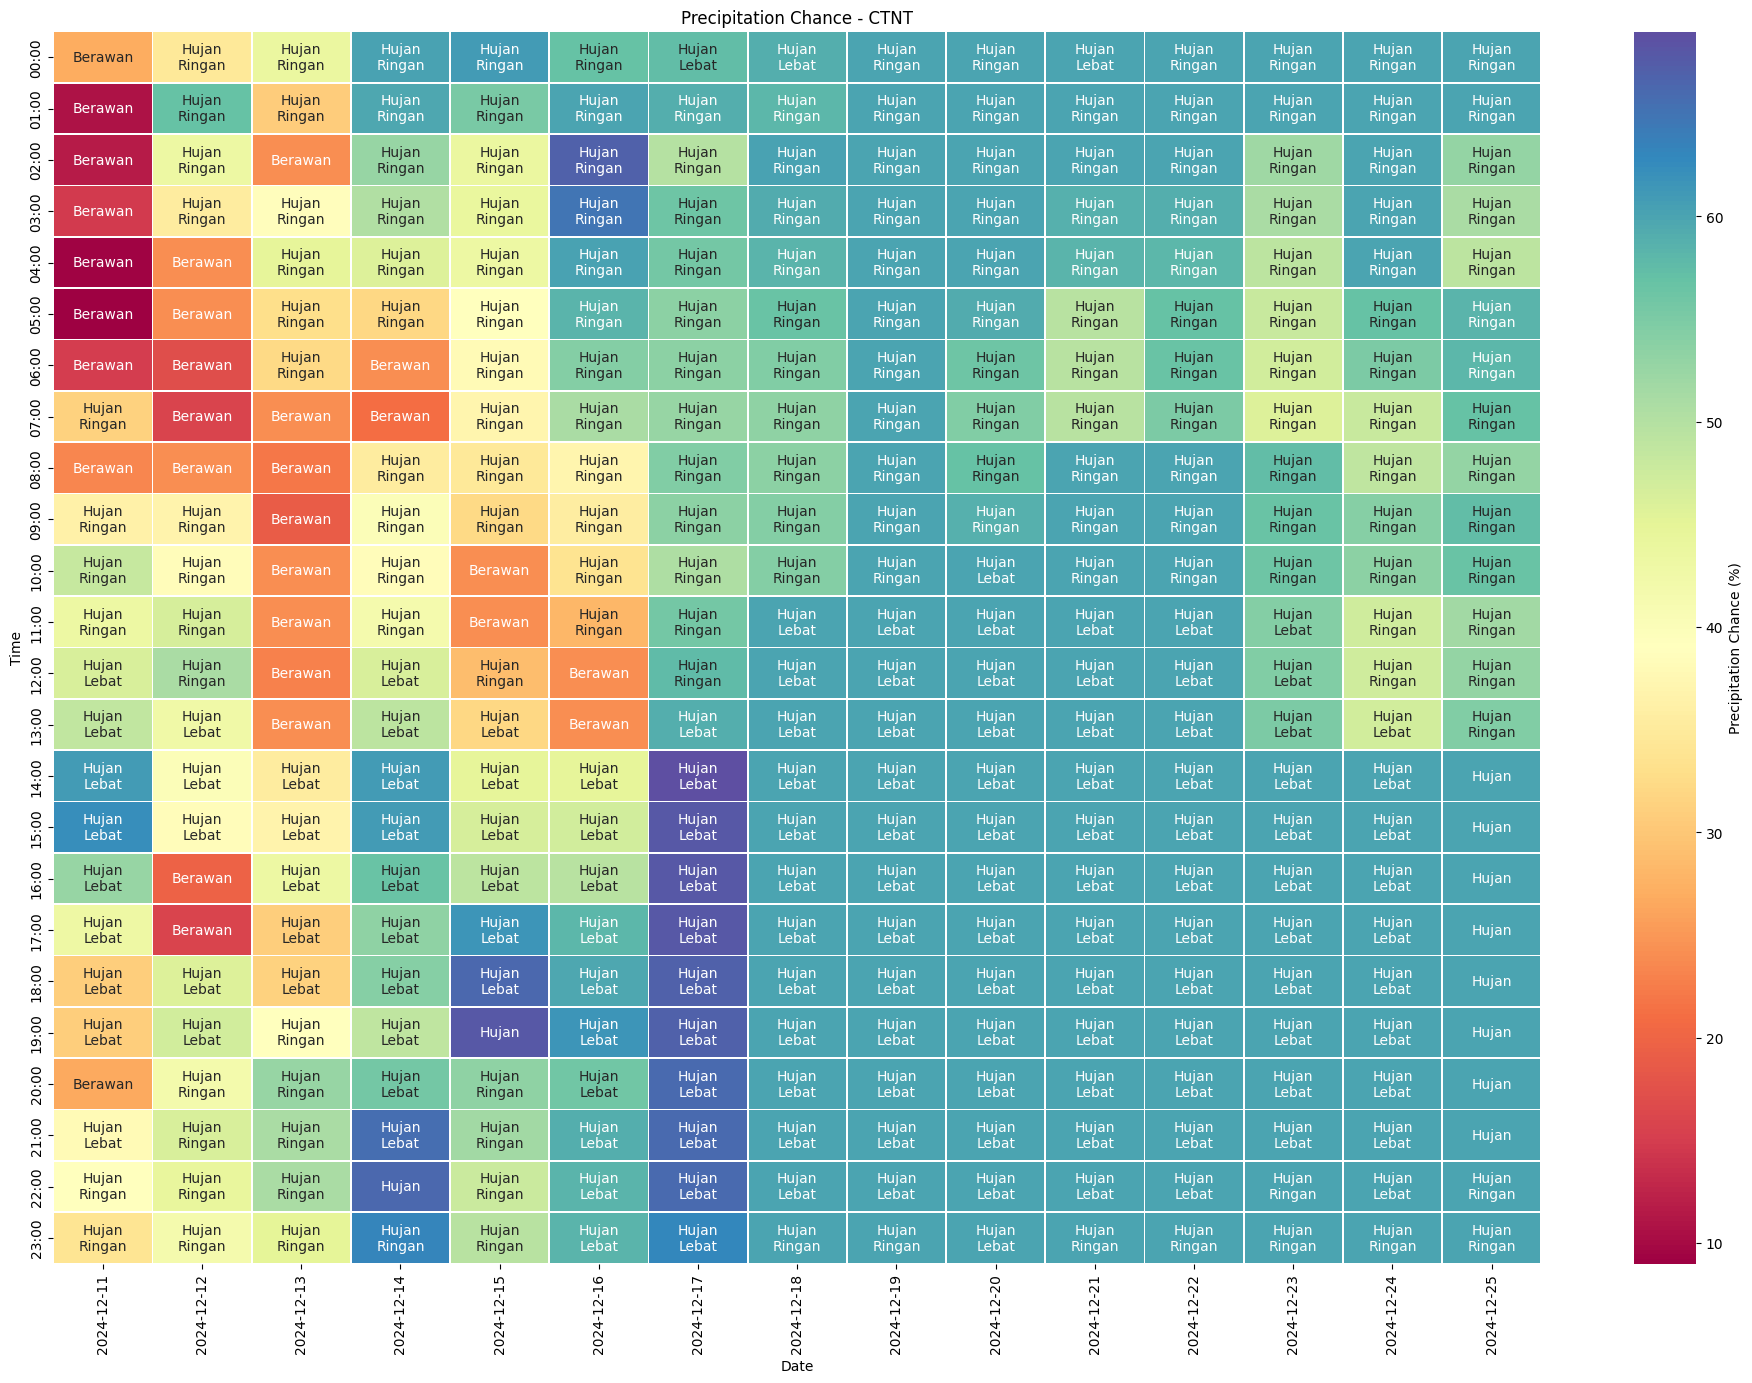 Precipitation Chance - CTNT
00:00 Berawan Hujan Ringan Hujan Ringan Hujan Ringan Hujan Ringan Hujan Ringan Hujan Lebat Hujan Lebat Hujan Ringan Hujan Ringan Hujan Lebat Hujan Ringan Hujan Ringan Hujan Ringan Hujan Ringan
01:00 Berawan Hujan Ringan Hujan Ringan Hujan Ringan Hujan Ringan Hujan Ringan Hujan Ringan Hujan Ringan Hujan Ringan Hujan Ringan Hujan Ringan Hujan Ringan Hujan Ringan Hujan Ringan Hujan Ringan
02:00 Berawan Hujan Ringan Berawan Hujan Ringan Hujan Ringan Hujan Ringan Hujan Ringan Hujan Ringan Hujan Ringan Hujan Ringan Hujan Ringan Hujan Ringan Hujan Ringan Hujan Ringan Hujan Ringan
03:00 Berawan Hujan Ringan Hujan Ringan Hujan Ringan Hujan Ringan Hujan Ringan Hujan Ringan Hujan Ringan Hujan Ringan Hujan Ringan Hujan Ringan Hujan Ringan Hujan Ringan Hujan Ringan Hujan Ringan
04:00 Berawan Berawan Hujan Ringan Hujan Ringan Hujan Ringan Hujan Ringan Hujan Ringan Hujan Ringan Hujan Ringan Hujan Ringan Hujan Ringan Hujan Ringan Hujan Ringan Hujan Ringan Hujan Ringan
05:00 Berawan Berawan Hujan Ringan Hujan Ringan Hujan Ringan Hujan Ringan Hujan Ringan Hujan Ringan Hujan Ringan Hujan Ringan Hujan Ringan Hujan Ringan Hujan Ringan Hujan Ringan Hujan Ringan
06:00 Berawan Berawan Hujan Ringan Berawan Hujan Ringan Hujan Ringan Hujan Ringan Hujan Ringan Hujan Ringan Hujan Ringan Hujan Ringan Hujan Ringan Hujan Ringan Hujan Ringan Hujan Ringan
07:00 Hujan Ringan Berawan Berawan Berawan Hujan Ringan Hujan Ringan Hujan Ringan Hujan Ringan Hujan Ringan Hujan Ringan Hujan Ringan Hujan Ringan Hujan Ringan Hujan Ringan Hujan Ringan
08:00 Berawan Berawan Berawan Hujan Ringan Hujan Ringan Hujan Ringan Hujan Ringan Hujan Ringan Hujan Ringan Hujan Ringan Hujan Ringan Hujan Ringan Hujan Ringan Hujan Ringan Hujan Ringan
09:00 Hujan Ringan Hujan Ringan Berawan Hujan Ringan Hujan Ringan Hujan Ringan Hujan Ringan Hujan Ringan Hujan Ringan Hujan Ringan Hujan Ringan Hujan Ringan Hujan Ringan Hujan Ringan Hujan Ringan
10:00 Hujan Ringan Hujan Ringan Berawan Hujan Ringan Berawan Hujan Ringan Hujan Ringan Hujan Ringan Hujan Ringan Hujan Lebat Hujan Ringan Hujan Ringan Hujan Ringan Hujan Ringan Hujan Ringan
11:00 Hujan Ringan Hujan Ringan Berawan Hujan Ringan Berawan Hujan Ringan Hujan Ringan Hujan Lebat Hujan Lebat Hujan Lebat Hujan Lebat Hujan Lebat Hujan Lebat Hujan Ringan Hujan Ringan
12:00 Hujan Lebat Hujan Ringan Berawan Hujan Lebat Hujan Ringan Berawan Hujan Ringan Hujan Lebat Hujan Lebat Hujan Lebat Hujan Lebat Hujan Lebat Hujan Lebat Hujan Ringan Hujan Ringan
13:00 Hujan Lebat Hujan Lebat Berawan Hujan Lebat Hujan Lebat Berawan Hujan Lebat Hujan Lebat Hujan Lebat Hujan Lebat Hujan Lebat Hujan Lebat Hujan Lebat Hujan Lebat Hujan Ringan
14:00 Hujan Lebat Hujan Lebat Hujan Lebat Hujan Lebat Hujan Lebat Hujan Lebat Hujan Lebat Hujan Lebat Hujan Lebat Hujan Lebat Hujan Lebat Hujan Lebat Hujan Lebat Hujan Lebat Hujan
15:00 Hujan Lebat Hujan Lebat Hujan Lebat Hujan Lebat Hujan Lebat Hujan Lebat Hujan Lebat Hujan Lebat Hujan Lebat Hujan Lebat Hujan Lebat Hujan Lebat Hujan Lebat Hujan Lebat Hujan
16:00 Hujan Lebat Berawan Hujan Lebat Hujan Lebat Hujan Lebat Hujan Lebat Hujan Lebat Hujan Lebat Hujan Lebat Hujan Lebat Hujan Lebat Hujan Lebat Hujan Lebat Hujan Lebat Hujan
17:00 Hujan Lebat Berawan Hujan Lebat Hujan Lebat Hujan Lebat Hujan Lebat Hujan Lebat Hujan Lebat Hujan Lebat Hujan Lebat Hujan Lebat Hujan Lebat Hujan Lebat Hujan Lebat Hujan
18:00 Hujan Lebat Hujan Lebat Hujan Lebat Hujan Lebat Hujan Lebat Hujan Lebat Hujan Lebat Hujan Lebat Hujan Lebat Hujan Lebat Hujan Lebat Hujan Lebat Hujan Lebat Hujan Lebat Hujan
19:00 Hujan Lebat Hujan Lebat Hujan Ringan Hujan Lebat Hujan Hujan Lebat Hujan Lebat Hujan Lebat Hujan Lebat Hujan Lebat Hujan Lebat Hujan Lebat Hujan Lebat Hujan Lebat Hujan
20:00 Berawan Hujan Ringan Hujan Ringan Hujan Lebat Hujan Ringan Hujan Lebat Hujan Lebat Hujan Lebat Hujan Lebat Hujan Lebat Hujan Lebat Hujan Lebat Hujan Lebat Hujan Lebat Hujan
21:00 Hujan Lebat Hujan Ringan Hujan Ringan Hujan Lebat Hujan Ringan Hujan Lebat Hujan Lebat Hujan Lebat Hujan Lebat Hujan Lebat Hujan Lebat Hujan Lebat Hujan Lebat Hujan Lebat Hujan
22:00 Hujan Ringan Hujan Ringan Hujan Ringan Hujan Hujan Ringan Hujan Lebat Hujan Lebat Hujan Lebat Hujan Lebat Hujan Lebat Hujan Lebat Hujan Lebat Hujan Ringan Hujan Lebat Hujan Ringan
23:00 Hujan Ringan Hujan Ringan Hujan Ringan Hujan Ringan Hujan Ringan Hujan Lebat Hujan Lebat Hujan Ringan Hujan Ringan Hujan Lebat Hujan Ringan Hujan Ringan Hujan Ringan Hujan Ringan Hujan Ringan
Time
2024-12-11 2024-12-12 2024-12-13 2024-12-14 2024-12-15 2024-12-16 2024-12-17 2024-12-18 2024-12-19 2024-12-20 2024-12-21 2024-12-22 2024-12-23 2024-12-24 2024-12-25
Date
60
50
40
30
20
10
Precipitation Chance (%)